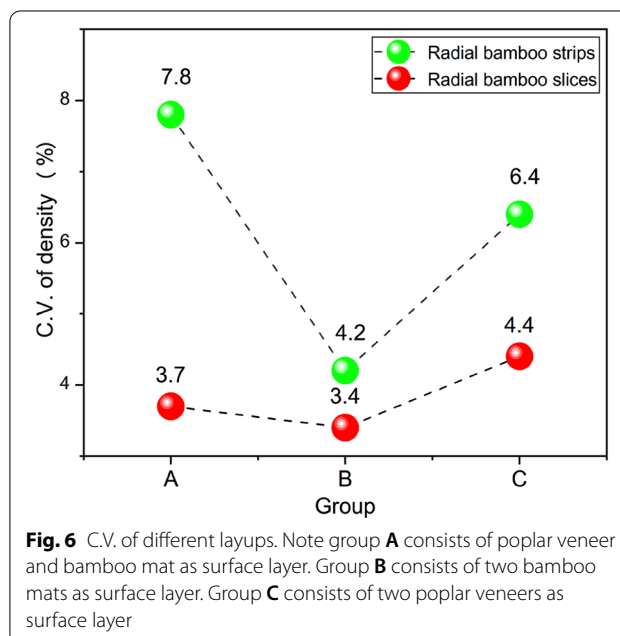 Radial bamboo strips
Radial bamboo slices
7.8
8
6.4
6
4.2
4.4
3.7
3.4
4
C.V. of density (%)
A B C
Group
Fig. 6 C.V. of different layups. Note group A consists of poplar veneer
and bamboo mat as surface layer. Group B consists of two bamboo
mats as surface layer. Group C consists of two poplar veneers as
surface layer